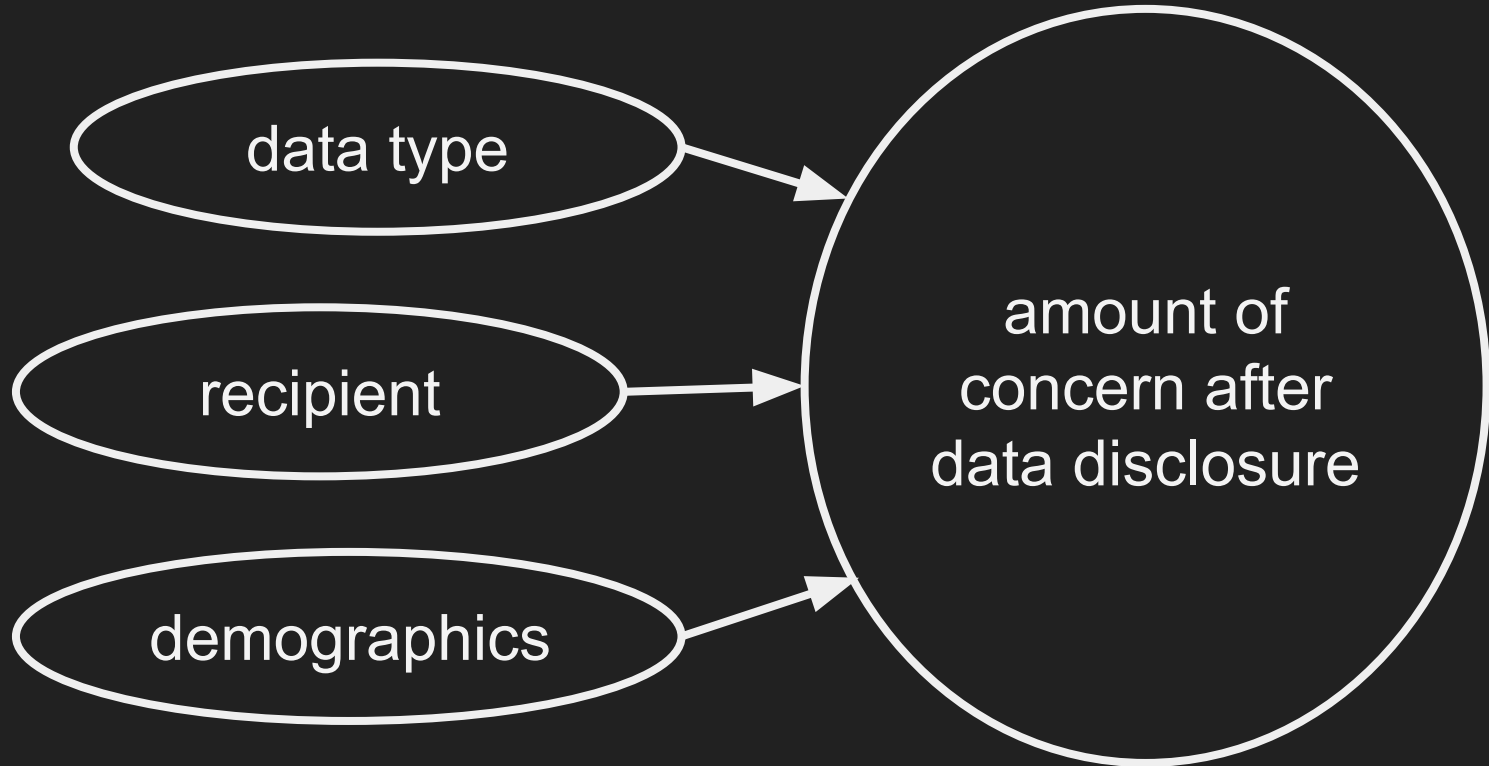 data type
recipient
demographics
amount of
concern after
data disclosure